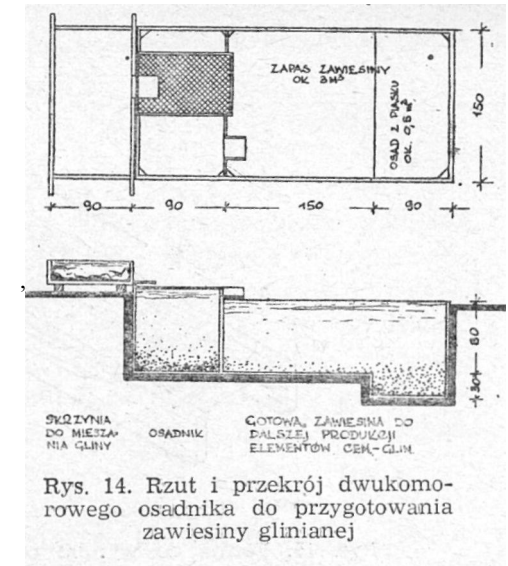 ZAPAS ZAWIESINY
OK. 3M³
OSAD Z PIASKU
OK. 0,6 m³
150
90 90 150 90
80
30
SKRZYNIA
DO MIESZA-
NIA GLINY
OSADNIK
GOTOWA ZAWIESINA DO
DALSZEJ PRODUKCJI
ELEMENTÓW CEM-GLIN.
Rys. 14. Rzut i przekrój dwukomo-
rowego osadnika do przygotowania
zawiesiny glinianej